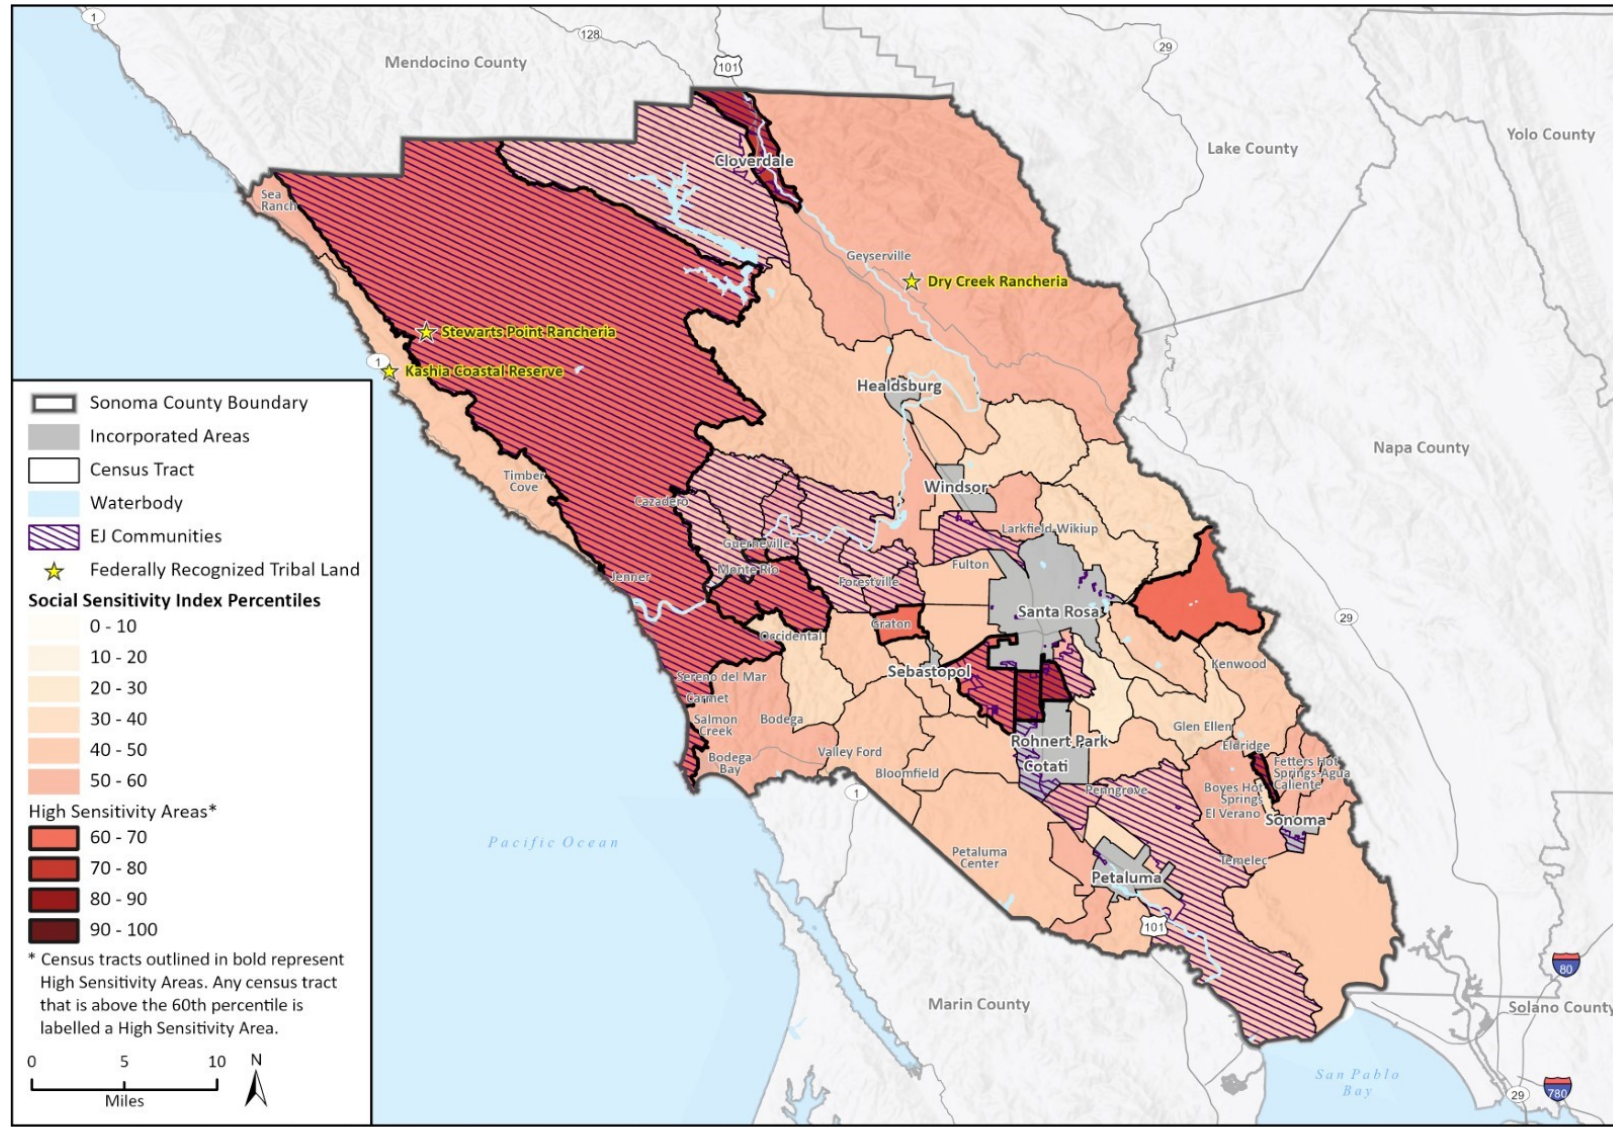 1
128
101
29
Mendocino County
Lake County
Yolo County
Cloverdale
Sea
Ranch
Geyserville
Dry Creek Rancheria
Stewarts Point Rancheria
1
Kashia Coastal Reserve
Healdsburg
Napa County
Timber
Cove
Cazadero
Windsor
Larkfield Wikiup
Guerneville
Monte Rio
Jenner
Forestville
Fulton
Santa Rosa
29
Graton
Occidental
Sebastopol
Kenwood
Sereno del Mar
Carmet
Salmon
Creek
Bodega
Bodega
Bay
Valley Ford
Bloomfield
Rohnert Park
Cotati
Glen Ellen
Eldridge
Fetters Hot
Springs-Agua
Caliente
Boyes Hot
Springs
El Verano
Sonoma
Penngrove
1
Pacific Ocean
Petaluma
Center
Petaluma
Temelec
101
80
Marin County
Solano County
San Pablo
Bay
29
780
Sonoma County Boundary
Incorporated Areas
Census Tract
Waterbody
EJ Communities
Federally Recognized Tribal Land
Social Sensitivity Index Percentiles
0 - 10
10 - 20
20 - 30
30 - 40
40 - 50
50 - 60
High Sensitivity Areas*
60 - 70
70 - 80
80 - 90
90 - 100
* Census tracts outlined in bold represent
High Sensitivity Areas. Any census tract
that is above the 60th percentile is
labelled a High Sensitivity Area.
0 5 10
Miles
N